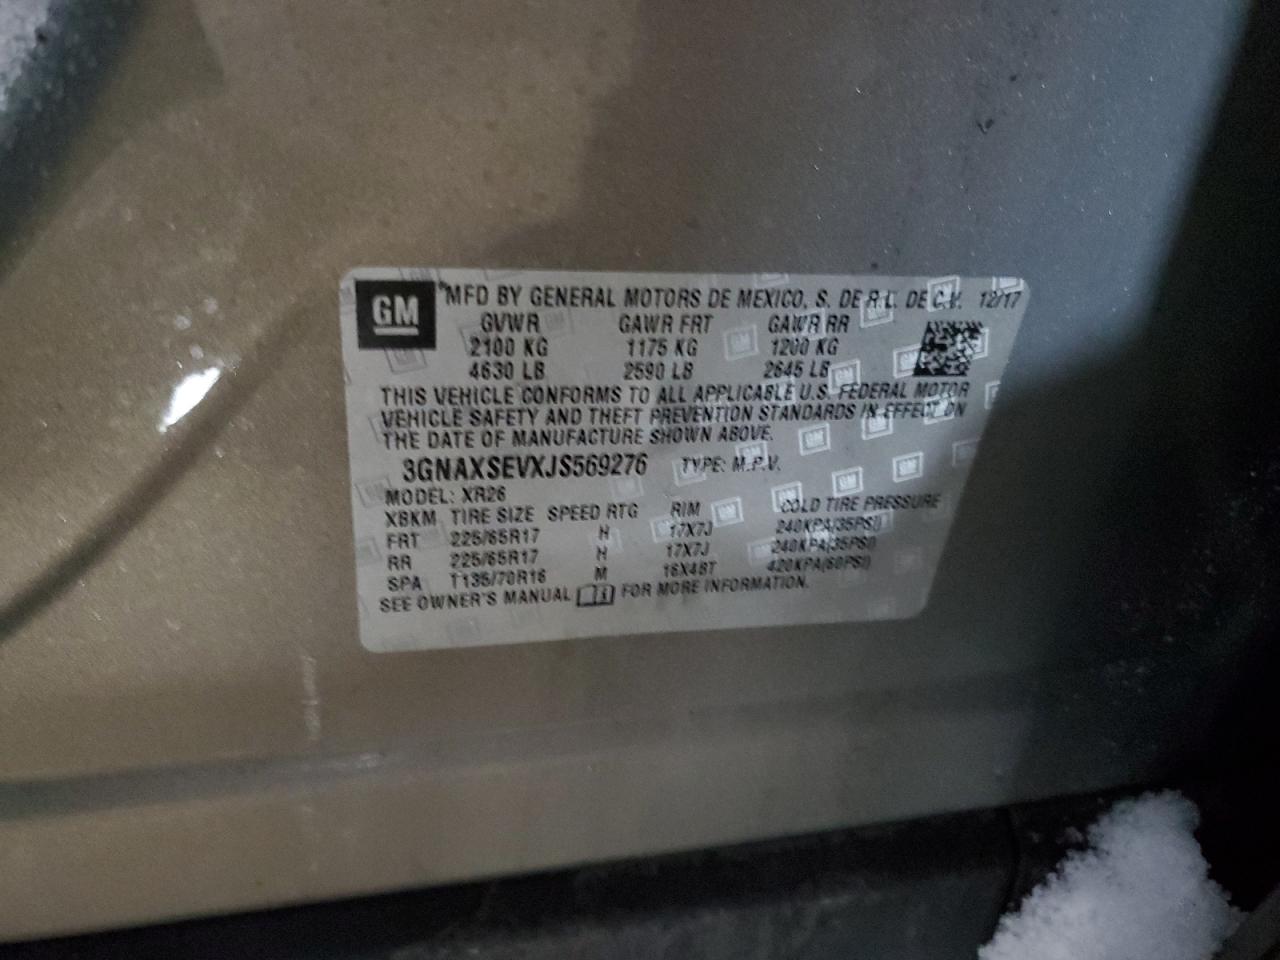 GM
MFD BY GENERAL MOTORS DE MEXICO, S. DE R.L. DE C.V. 12/17
GVWR GAWR FRT GAWR RR
2100 KG 1175 KG 1200 KG
4630 LB 2590 LB 2645 LB
THIS VEHICLE CONFORMS TO ALL APPLICABLE U.S. FEDERAL MOTOR
VEHICLE SAFETY AND THEFT PREVENTION STANDARDS IN EFFECT ON
THE DATE OF MANUFACTURE SHOWN ABOVE.
3GNAXSEVXJS569276 TYPE: M.P.V.
MODEL: XR26
XBKM TIRE SIZE SPEED RTG RIM COLD TIRE PRESSURE
FRT 225/65R17 H 17X7J 240KPA(35PSI)
RR 225/65R17 H 17X7J 240KPA(35PSI)
SPA T135/70R16 M 16X4BT 420KPA(60PSI)
SEE OWNER'S MANUAL FOR MORE INFORMATION.